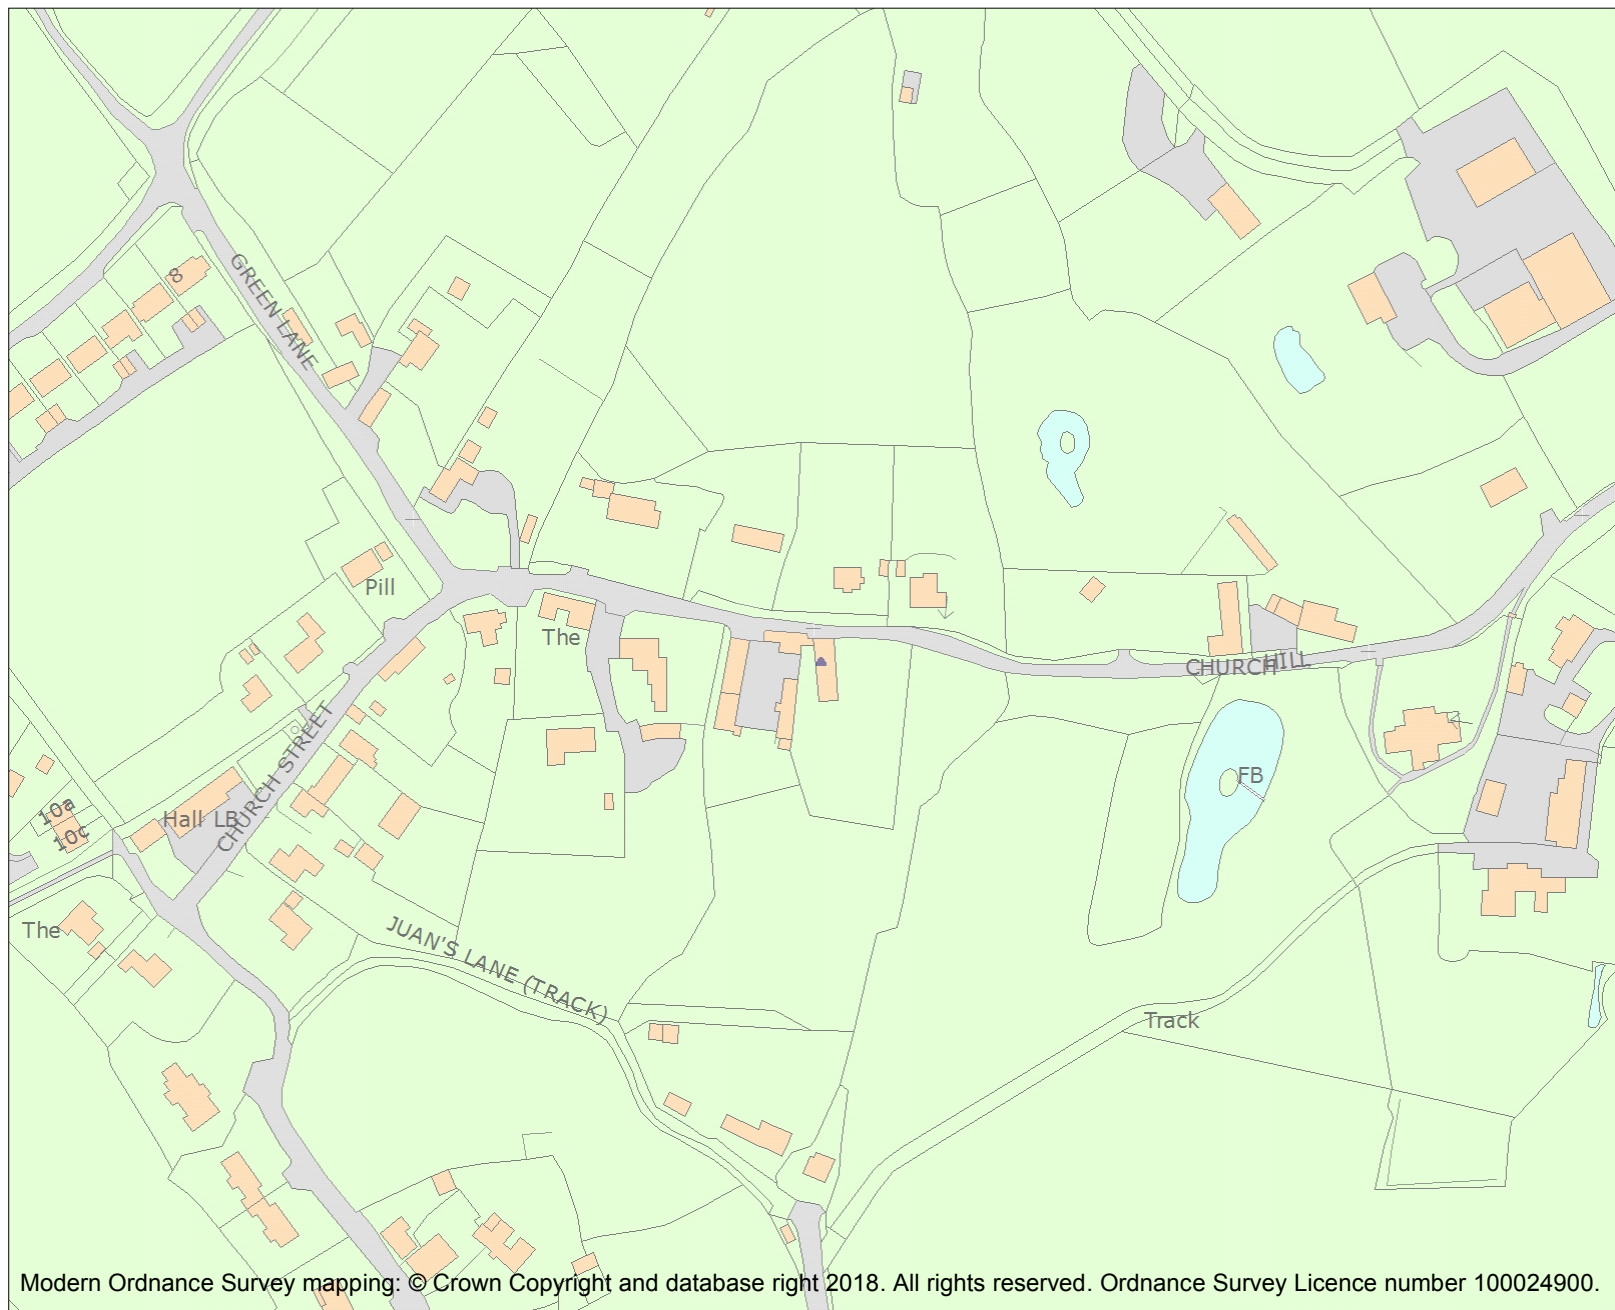 8
GREEN LANE
Pill
The
CHURCH HILL
CHURCH STREET
FB
10a
10c
Hall LB
The
JUAN'S LANE (TRACK)
Track
Modern Ordnance Survey mapping: © Crown Copyright and database right 2018. All rights reserved. Ordnance Survey Licence number 100024900.